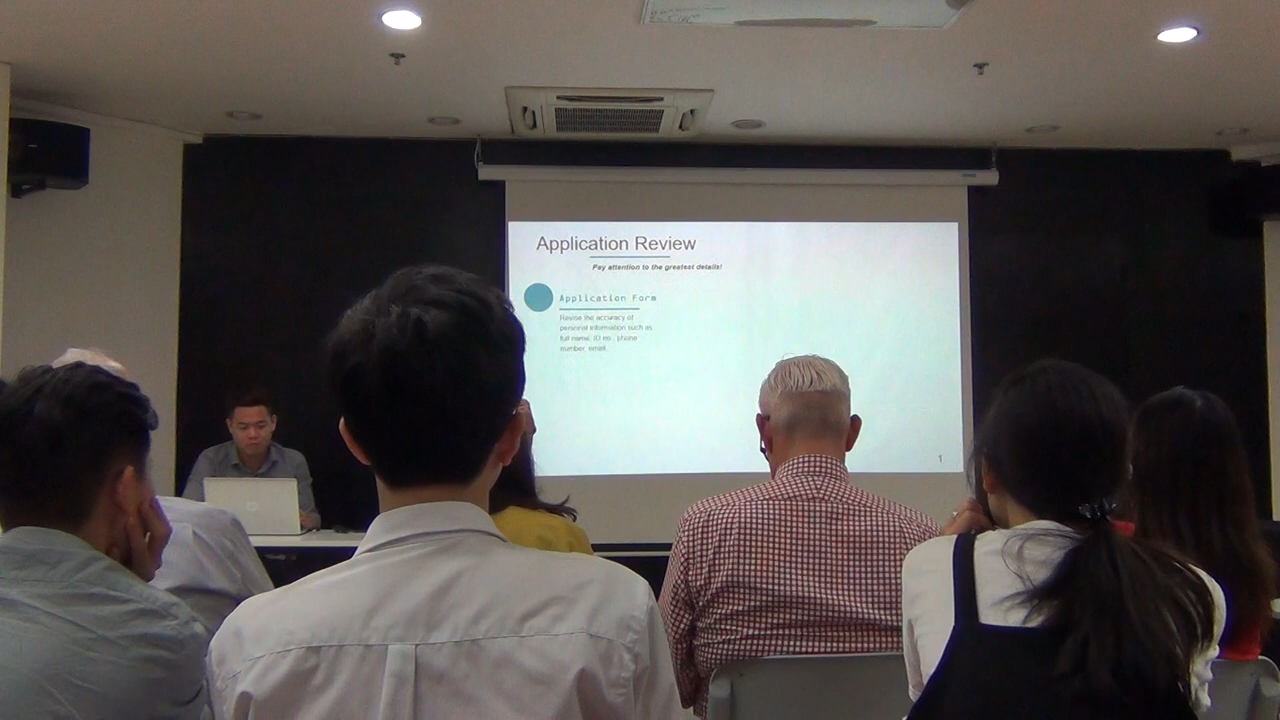 Application Review
Pay attention to the greatest details!
Application Form
Revise the accuracy of
personal information such as
full name, ID no., phone
number, email.
1